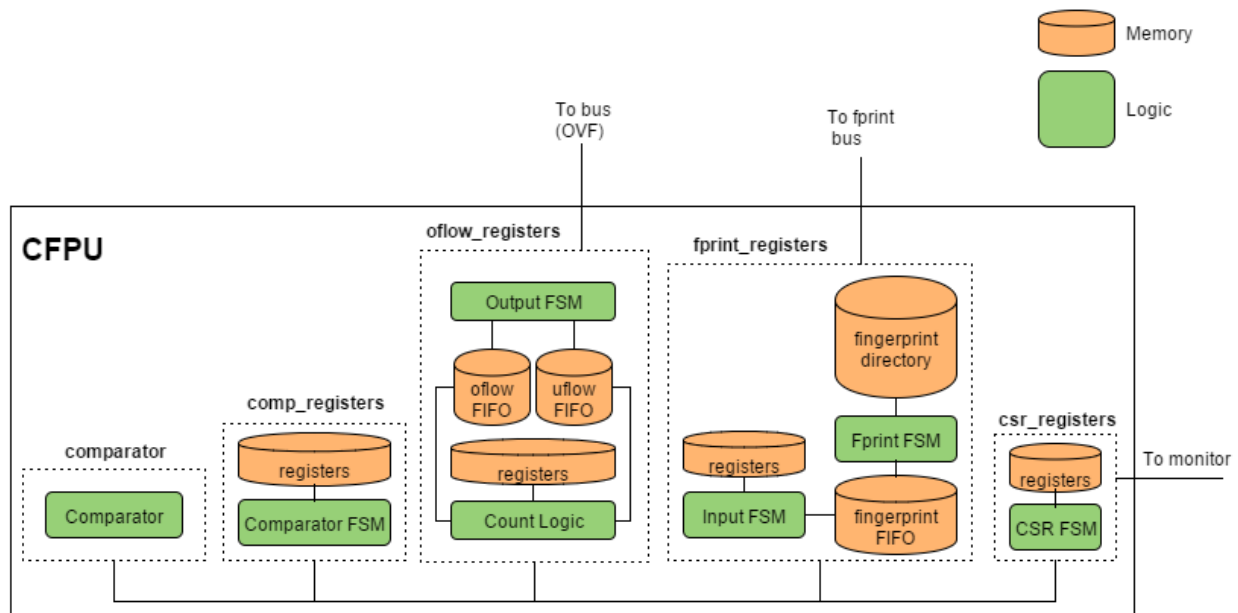 Memory
Logic
To bus
(OVF)
To fprint
bus
CFPU
oflow_registers
fprint_registers
Output FSM
fingerprint
directory
oflow
FIFO
uflow
FIFO
comp_registers
csr_registers
Fprint FSM
comparator
registers
registers
registers
registers
To monitor
Comparator
Comparator FSM
Count Logic
Input FSM
fingerprint
FIFO
CSR FSM